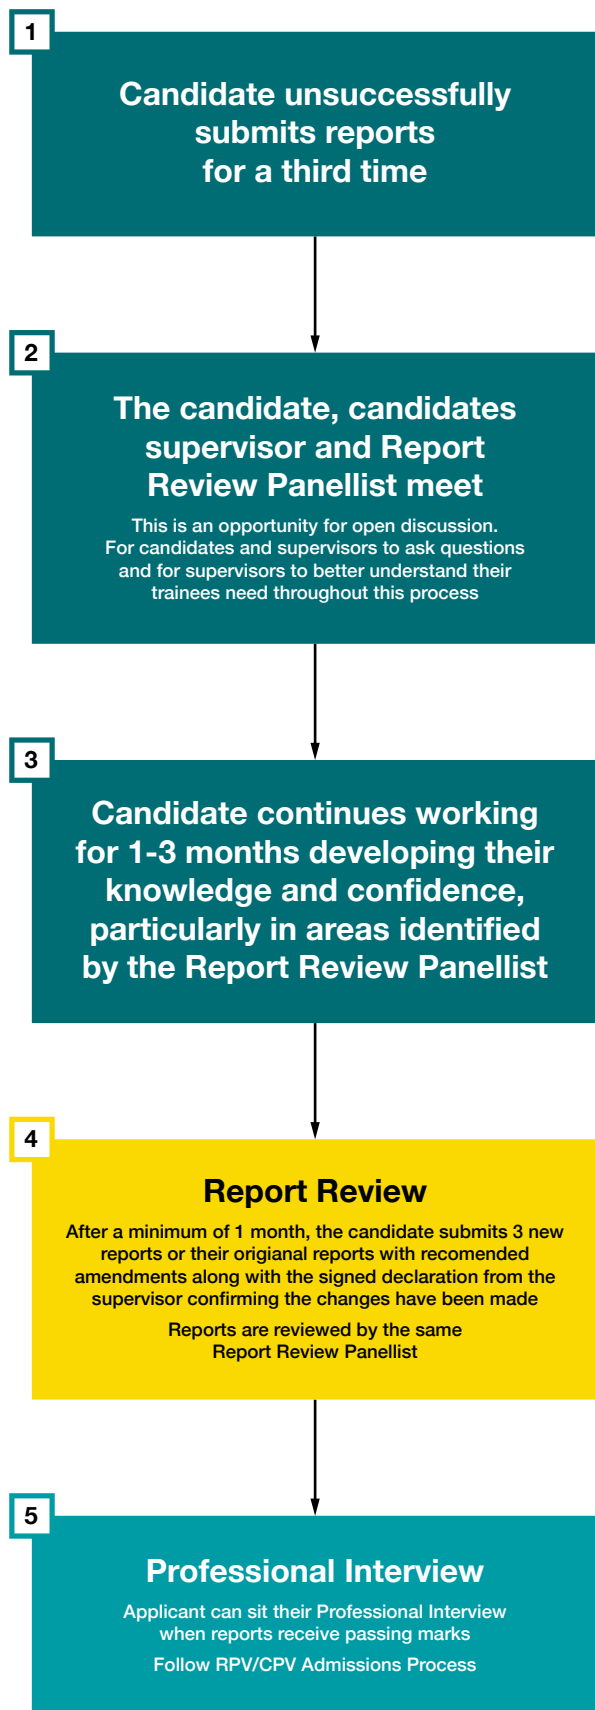 1
Candidate unsuccessfully
submits reports
for a third time
2
The candidate, candidates
supervisor and Report
Review Panellist meet
This is an opportunity for open discussion.
For candidates and supervisors to ask questions
and for supervisors to better understand their
trainees need throughout this process
3
Candidate continues working
for 1-3 months developing their
knowledge and confidence,
particularly in areas identified
by the Report Review Panellist
4
Report Review
After a minimum of 1 month, the candidate submits 3 new
reports or their origianal reports with recomended
amendments along with the signed declaration from the
supervisor confirming the changes have been made
Reports are reviewed by the same
Report Review Panellist
5
Professional Interview
Applicant can sit their Professional Interview
when reports receive passing marks
Follow RPV/CPV Admissions Process